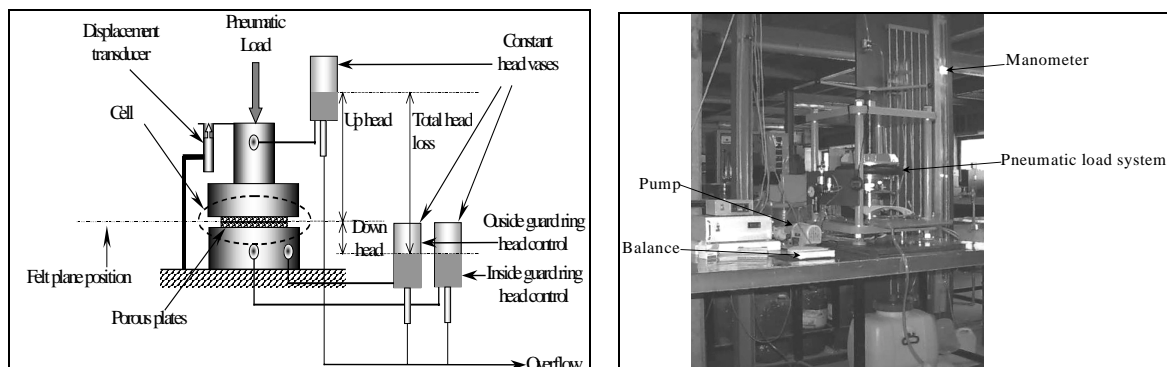 Displacement
transducer
Pneumatic
Load
Constant
head vases
Cell
Up head
Total head
loss
Down
head
Ouside guard ring
head control
Inside guard ring
head control
Felt plane position
Porous plates
Overflow
Manometer
Pneumatic load system
Pump
Balance